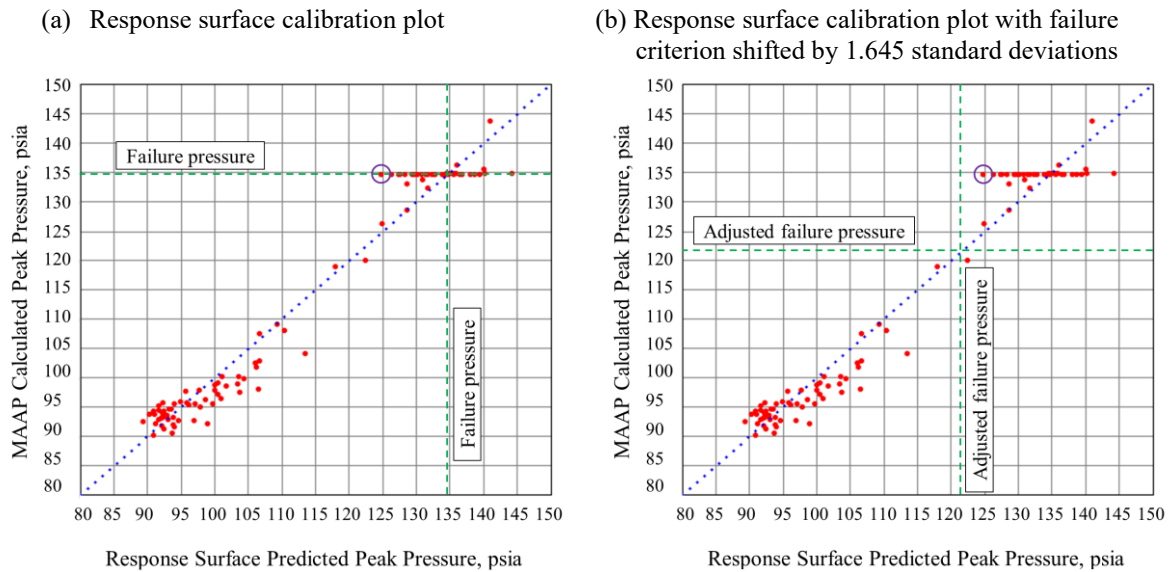 (a) Response surface calibration plot
(b) Response surface calibration plot with failure
criterion shifted by 1.645 standard deviations
MAAP Calculated Peak Pressure, psia
150
145
140
135
130
125
120
115
110
105
100
95
90
85
80
Failure pressure
Failure pressure
80 85 90 95 100 105 110 115 120 125 130 135 140 145 150
Response Surface Predicted Peak Pressure, psia
MAAP Calculated Peak Pressure, psia
150
145
140
135
130
125
120
115
110
105
100
95
90
85
80
Adjusted failure pressure
Adjusted failure pressure
80 85 90 95 100 105 110 115 120 125 130 135 140 145 150
Response Surface Predicted Peak Pressure, psia